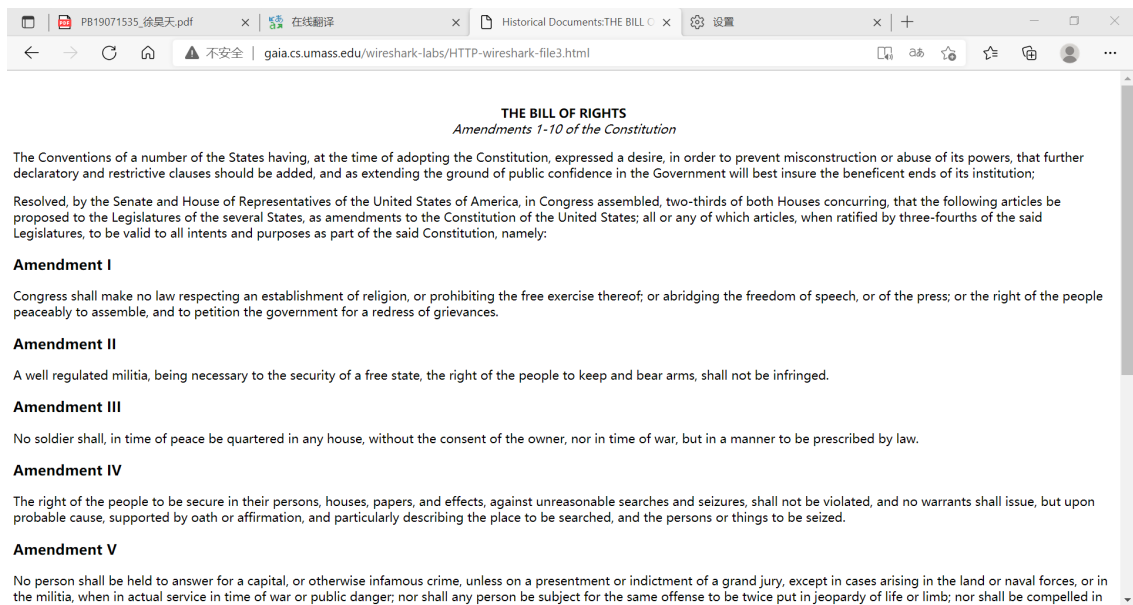 PB19071535_徐昊天.pdf
在线翻译
Historical Documents:THE BILL O
设置
不安全 | gaia.cs.umass.edu/wireshark-labs/HTTP-wireshark-file3.html
THE BILL OF RIGHTS
Amendments 1-10 of the Constitution
The Conventions of a number of the States having, at the time of adopting the Constitution, expressed a desire, in order to prevent misconstruction or abuse of its powers, that further
declaratory and restrictive clauses should be added, and as extending the ground of public confidence in the Government will best insure the beneficent ends of its institution;
Resolved, by the Senate and House of Representatives of the United States of America, in Congress assembled, two-thirds of both Houses concurring, that the following articles be
proposed to the Legislatures of the several States, as amendments to the Constitution of the United States; all or any of which articles, when ratified by three-fourths of the said
Legislatures, to be valid to all intents and purposes as part of the said Constitution, namely:
Amendment I
Congress shall make no law respecting an establishment of religion, or prohibiting the free exercise thereof; or abridging the freedom of speech, or of the press; or the right of the people
peaceably to assemble, and to petition the government for a redress of grievances.
Amendment II
A well regulated militia, being necessary to the security of a free state, the right of the people to keep and bear arms, shall not be infringed.
Amendment III
No soldier shall, in time of peace be quartered in any house, without the consent of the owner, nor in time of war, but in a manner to be prescribed by law.
Amendment IV
The right of the people to be secure in their persons, houses, papers, and effects, against unreasonable searches and seizures, shall not be violated, and no warrants shall issue, but upon
probable cause, supported by oath or affirmation, and particularly describing the place to be searched, and the persons or things to be seized.
Amendment V
No person shall be held to answer for a capital, or otherwise infamous crime, unless on a presentment or indictment of a grand jury, except in cases arising in the land or naval forces, or in
the militia, when in actual service in time of war or public danger; nor shall any person be subject for the same offense to be twice put in jeopardy of life or limb; nor shall be compelled in